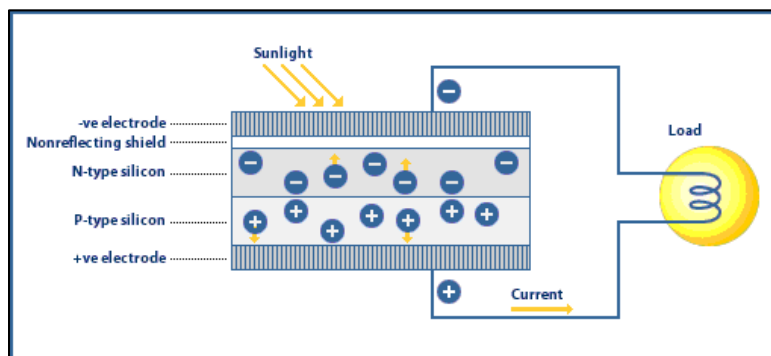 Sunlight
-ve electrode
Nonreflecting shield
N-type silicon
P-type silicon
+ve electrode
Load
Current